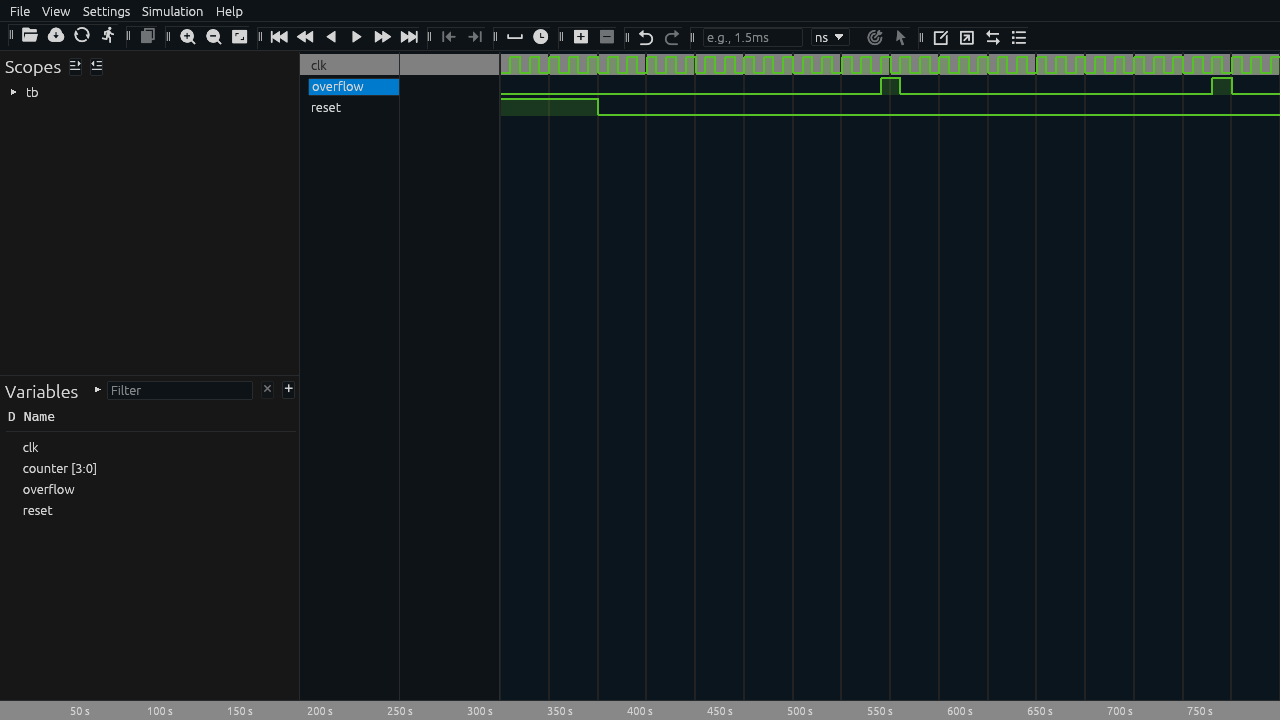 File View Settings Simulation Help
e.g., 1.5ms ns
Scopes
tb
clk
overflow
reset
Variables Filter
D Name
clk
counter [3:0]
overflow
reset
50 s 100 s 150 s 200 s 250 s 300 s 350 s 400 s 450 s 500 s 550 s 600 s 650 s 700 s 750 s